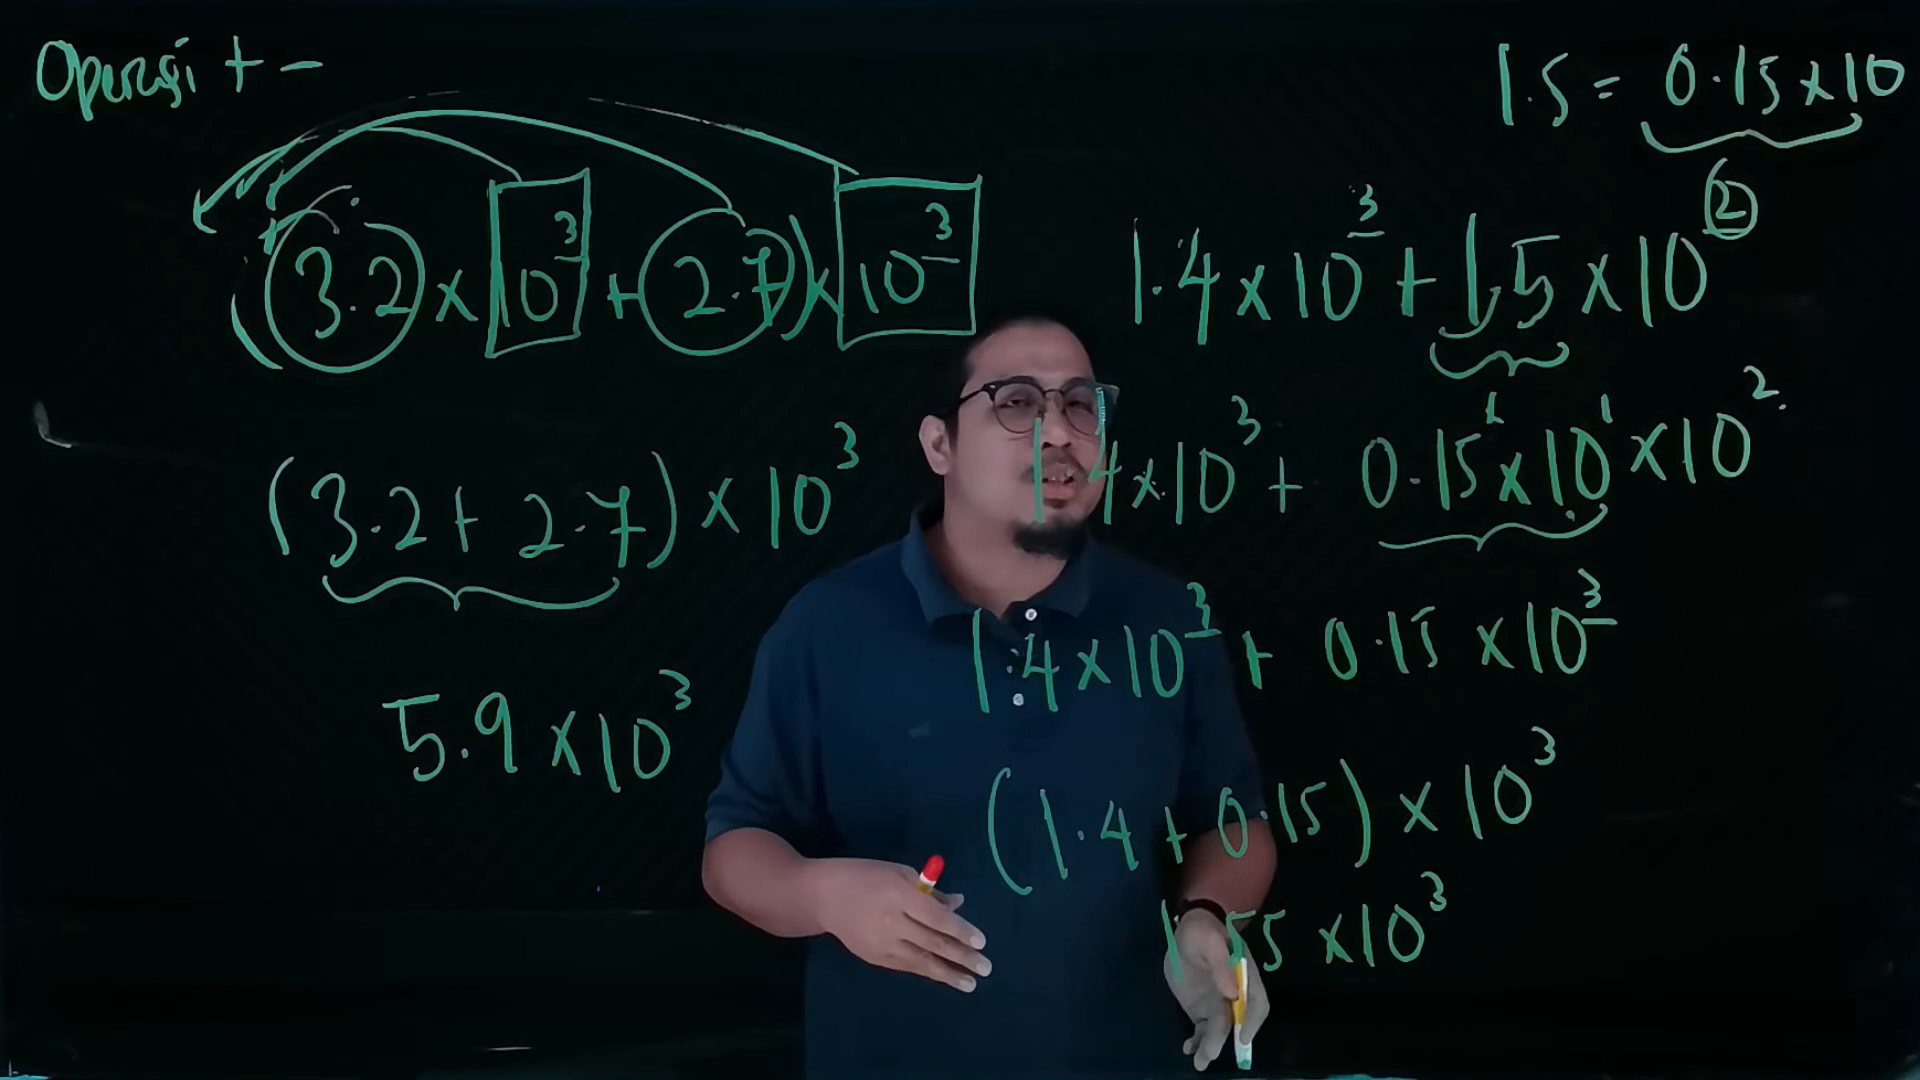 Operasi + -
(3.2 × 10³ + 2.7) × 10³
(3.2 + 2.7) × 10³
5.9 × 10³
1.5 = 0.15 × 10
1.4 × 10³ + 1.5 × 10²
1.4 × 10³ + 0.15 × 10¹ × 10²
1.4 × 10³ + 0.15 × 10³
(1.4 + 0.15) × 10³
1.55 × 10³